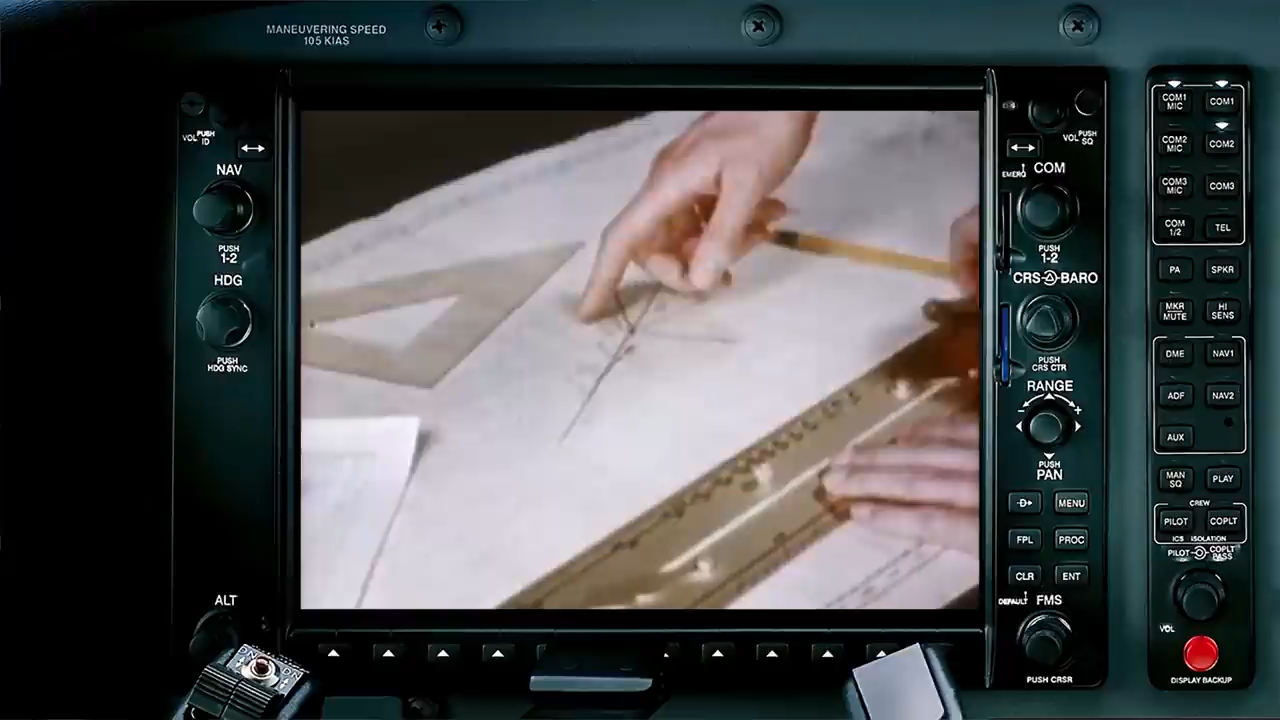 MANEUVERING SPEED
105 KIAS
VOL PUSH ID
NAV
PUSH
1-2
HDG
PUSH
HDG SYNC
ALT
DN DN
VOL PUSH SQ
EMERG
COM
PUSH
1-2
CRS BARO
PUSH
CRS CTR
RANGE
- +
PUSH
PAN
D MENU
FPL PROC
CLR ENT
DEFAULT FMS
PUSH CRSR
COM1 MIC
COM1
COM2 MIC
COM2
COM3 MIC
COM3
COM 1/2
TEL
PA
SPKR
MKR MUTE
HI SENS
DME
NAV1
ADF
NAV2
AUX
MAN SQ
PLAY
CREW
PILOT
COPLT
ICS ISOLATION
PILOT
COPLT PASS
VOL
DISPLAY BACKUP